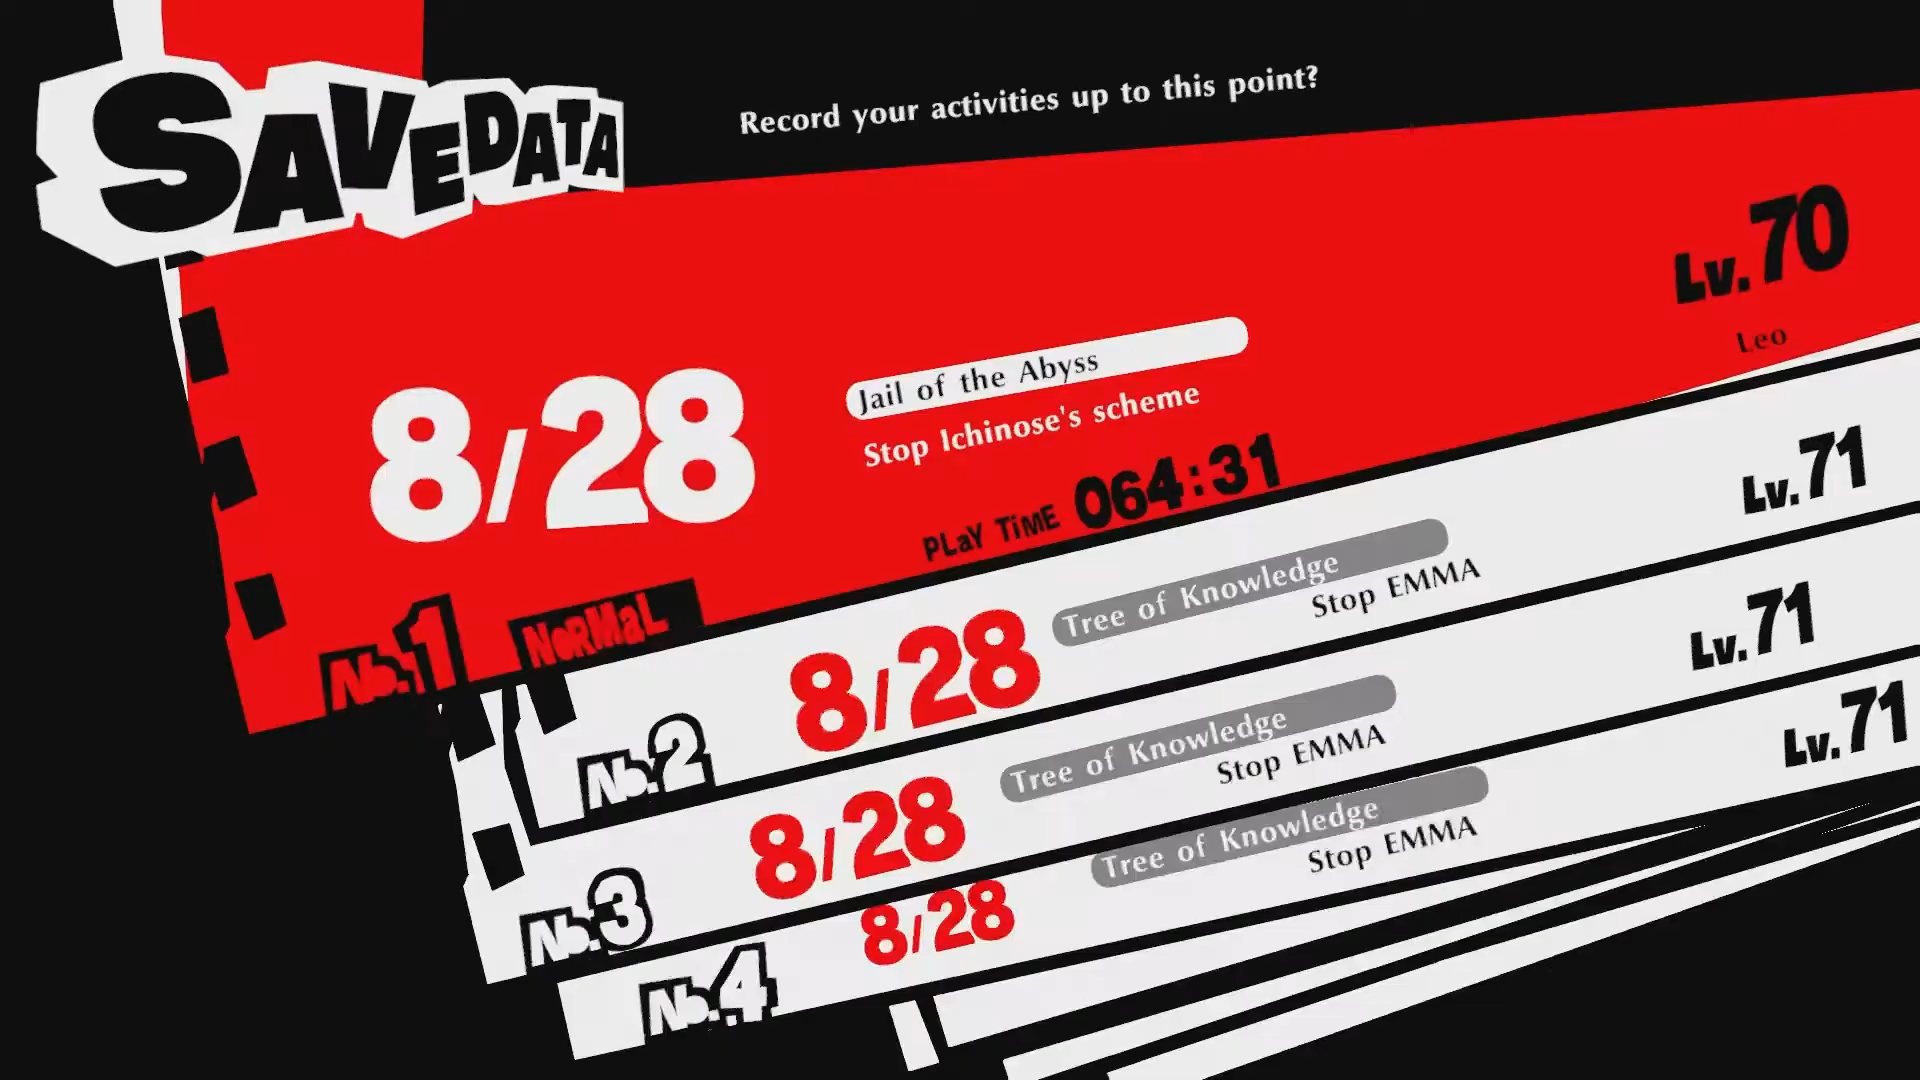 SAVEDATA
Record your activities up to this point?
Lv.70
Leo
8/28
Jail of the Abyss
Stop Ichinose's scheme
PLaY TiME 064:31
No.1 NoRMaL
No.2 8/28 Tree of Knowledge Lv.71
Stop EMMA
No.3 8/28 Tree of Knowledge Lv.71
Stop EMMA
No.4 8/28 Tree of Knowledge Lv.71
Stop EMMA